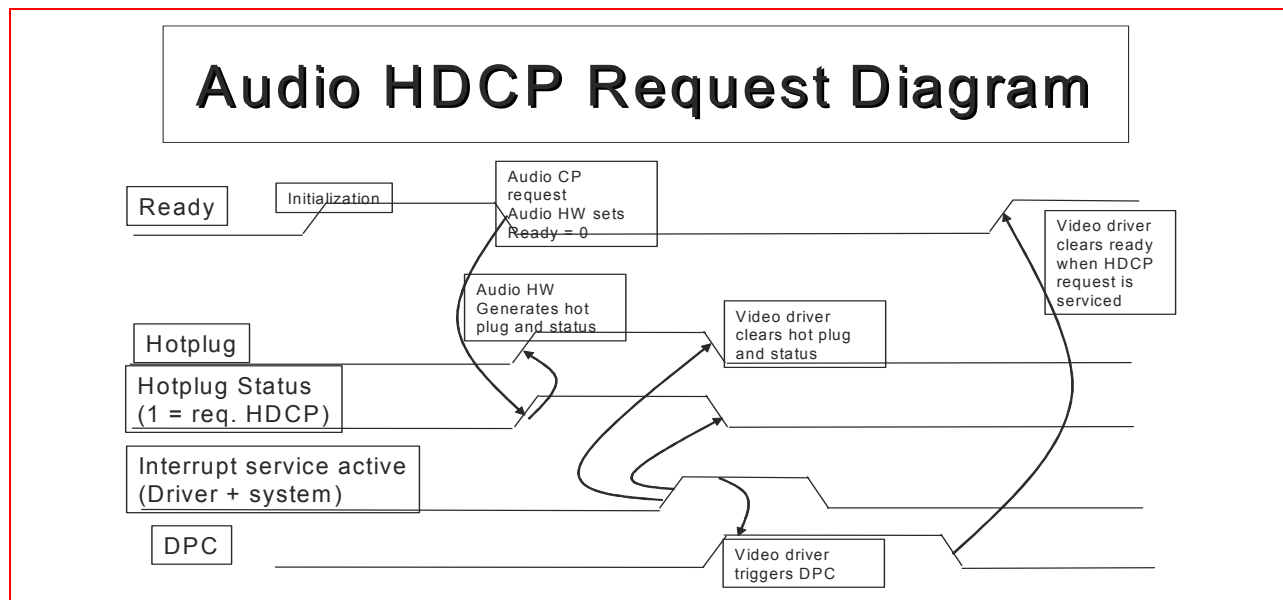 Audio HDCP Request Diagram
Ready
Initialization
Audio CP
request
Audio HW sets
Ready = 0
Video driver
clears ready
when HDCP
request is
serviced
Audio HW
Generates hot
plug and status
Video driver
clears hot plug
and status
Hotplug
Hotplug Status
(1 = req. HDCP)
Interrupt service active
(Driver + system)
DPC
Video driver
triggers DPC